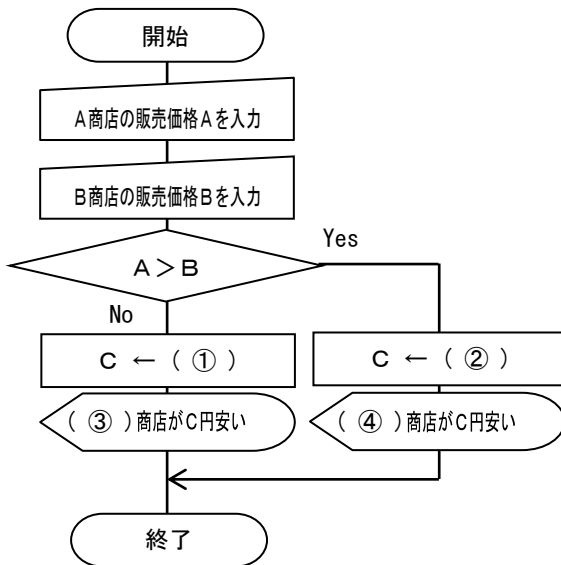 開始
A商店の販売価格Aを入力
B商店の販売価格Bを入力
A＞B
Yes
No
C ← ( ① )
C ← ( ② )
( ③ )商店がC円安い
( ④ )商店がC円安い
終了